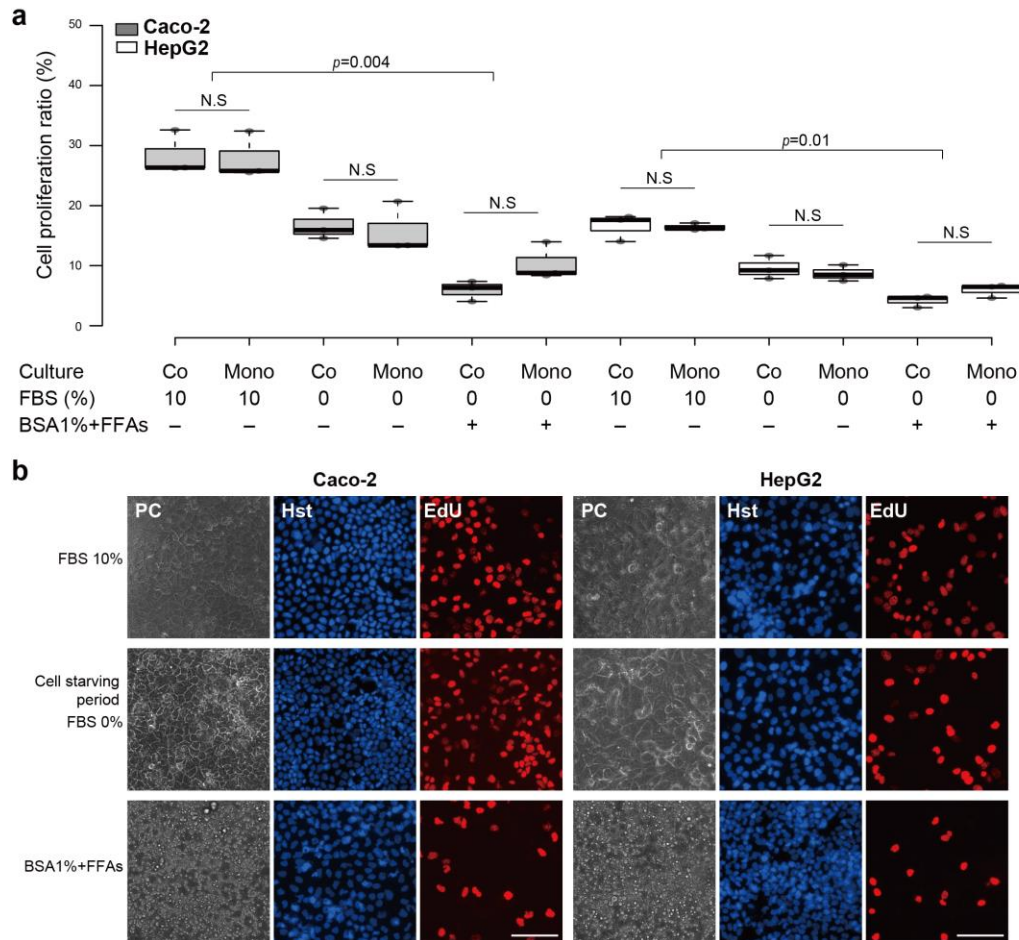 a
Cell proliferation ratio (%)
50
40
30
20
10
0
Caco-2
HepG2
p=0.004
N.S
N.S
N.S
p=0.01
N.S
N.S
N.S
Culture Co Mono Co Mono Co Mono Co Mono Co Mono Co Mono
FBS (%) 10 10 0 0 0 0 10 10 0 0 0 0
BSA1%+FFAs – – – – + + – – – – + +
b
Caco-2 HepG2
PC Hst EdU PC Hst EdU
FBS 10%
Cell starving
period
FBS 0%
BSA1%+FFAs